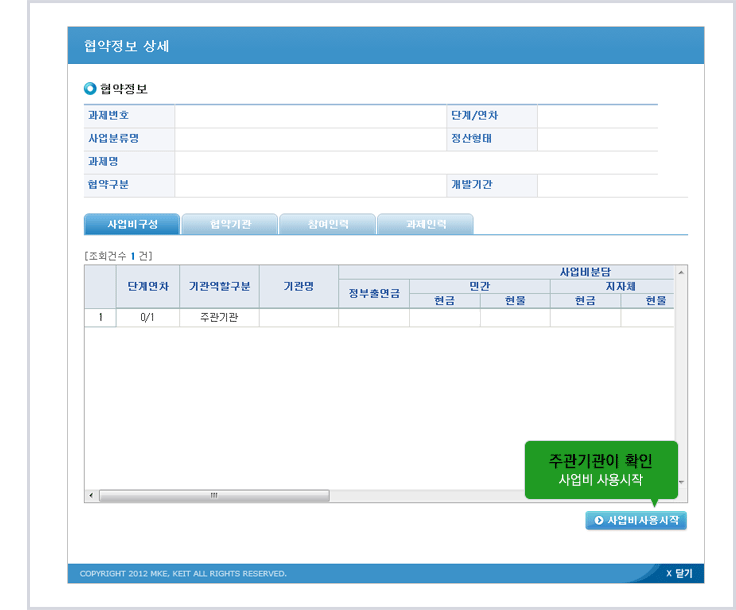 협약정보 상세
협약정보
과제번호 단계/연차
사업분류명 정산형태
과제명
협약구분 개발기간
사업비구성 협약기관 참여인력 과제인력
[조회건수 1 건]
사업비분담
단계연차 기관역할구분 기관명 정부출연금 민간 지자체
현금 현물 현금 현물
1 0/1 주관기관
주관기관이 확인
사업비 사용시작
사업비사용시작
COPYRIGHT 2012 MKE, KEIT ALL RIGHTS RESERVED. X 닫기